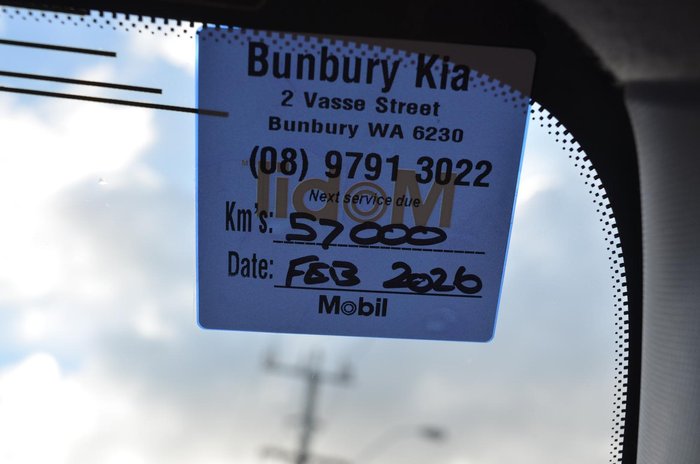 Bunbury Kia
2 Vasse Street
Bunbury WA 6230
(08) 9791 3022
Mobil
Next service due
Km's: 57000
Date: FEB 2026
Mobil